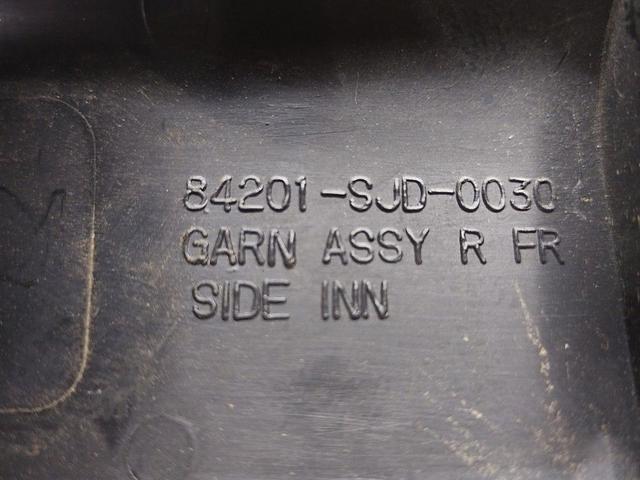 84201-SJD-0030
GARN ASSY R FR
SIDE INN